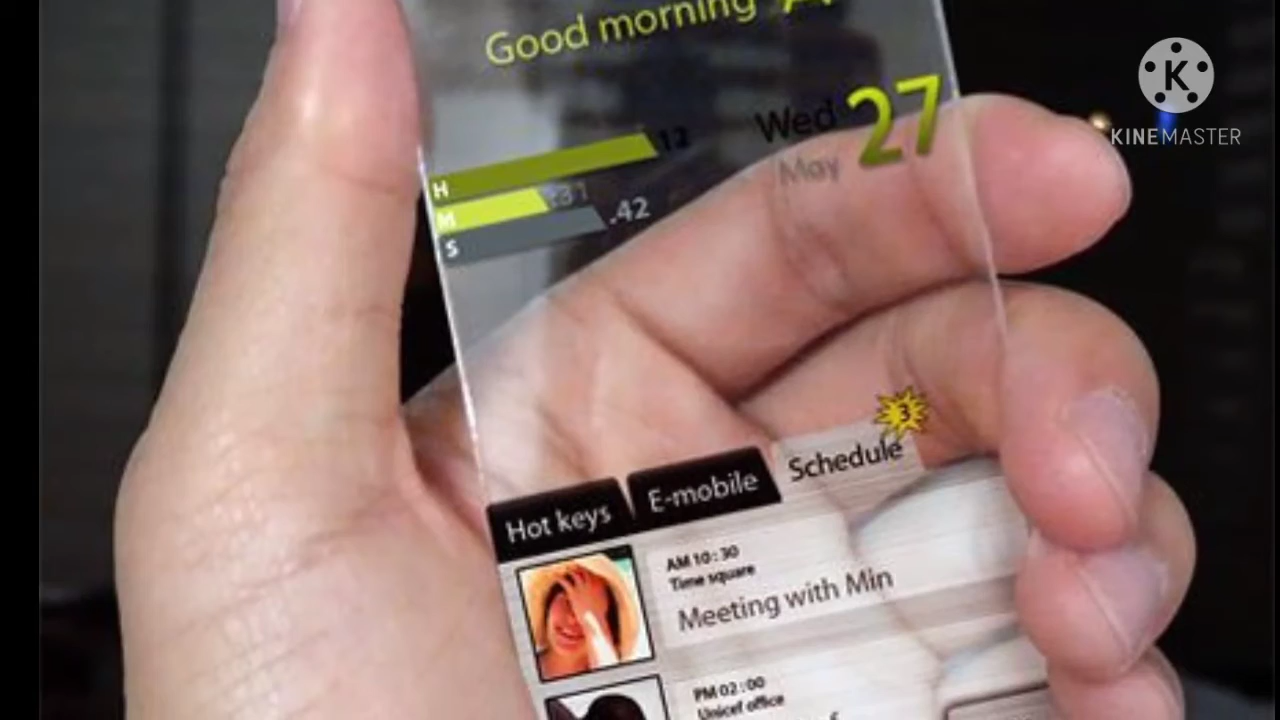 Good morning
Wed 27
May
H 12
M :31
S .42
KINEMASTER
Hot keys E-mobile Schedule 3
AM 10:30
Time square
Meeting with Min
PM 02:00
Unicef office